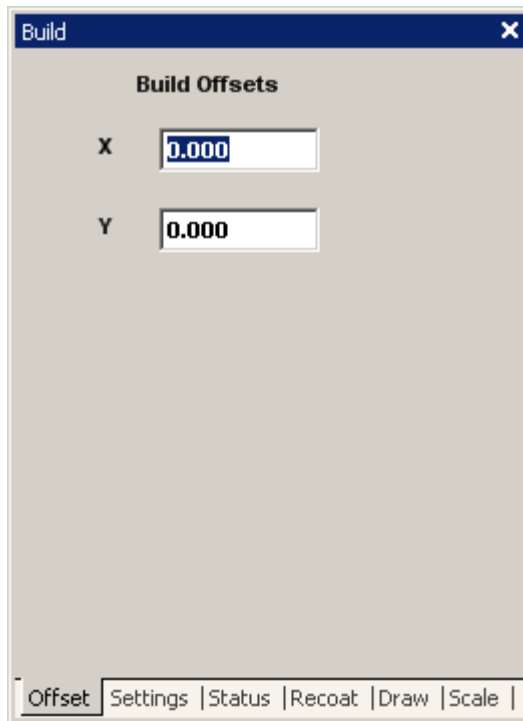 Build
Build Offsets
X 0.000
Y 0.000
Offset Settings Status Recoat Draw Scale